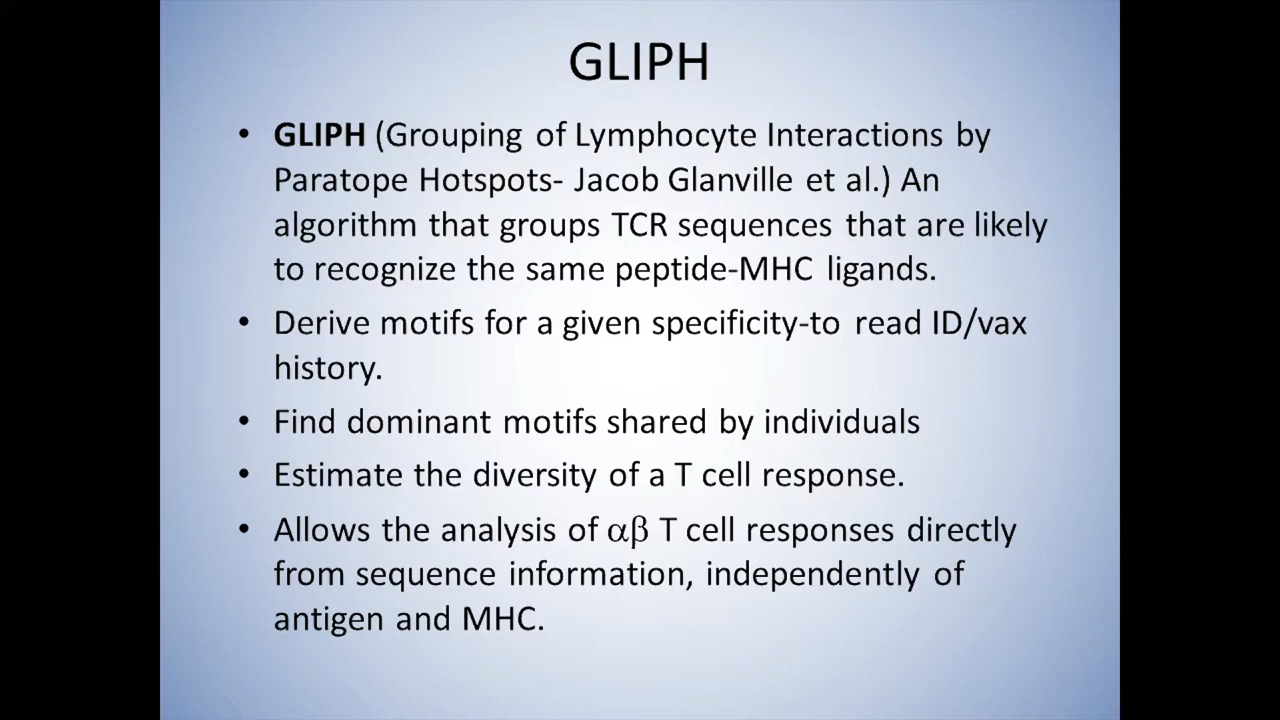 GLIPH
• GLIPH (Grouping of Lymphocyte Interactions by
Paratope Hotspots- Jacob Glanville et al.) An
algorithm that groups TCR sequences that are likely
to recognize the same peptide-MHC ligands.
• Derive motifs for a given specificity-to read ID/vax
history.
• Find dominant motifs shared by individuals
• Estimate the diversity of a T cell response.
• Allows the analysis of αβ T cell responses directly
from sequence information, independently of
antigen and MHC.